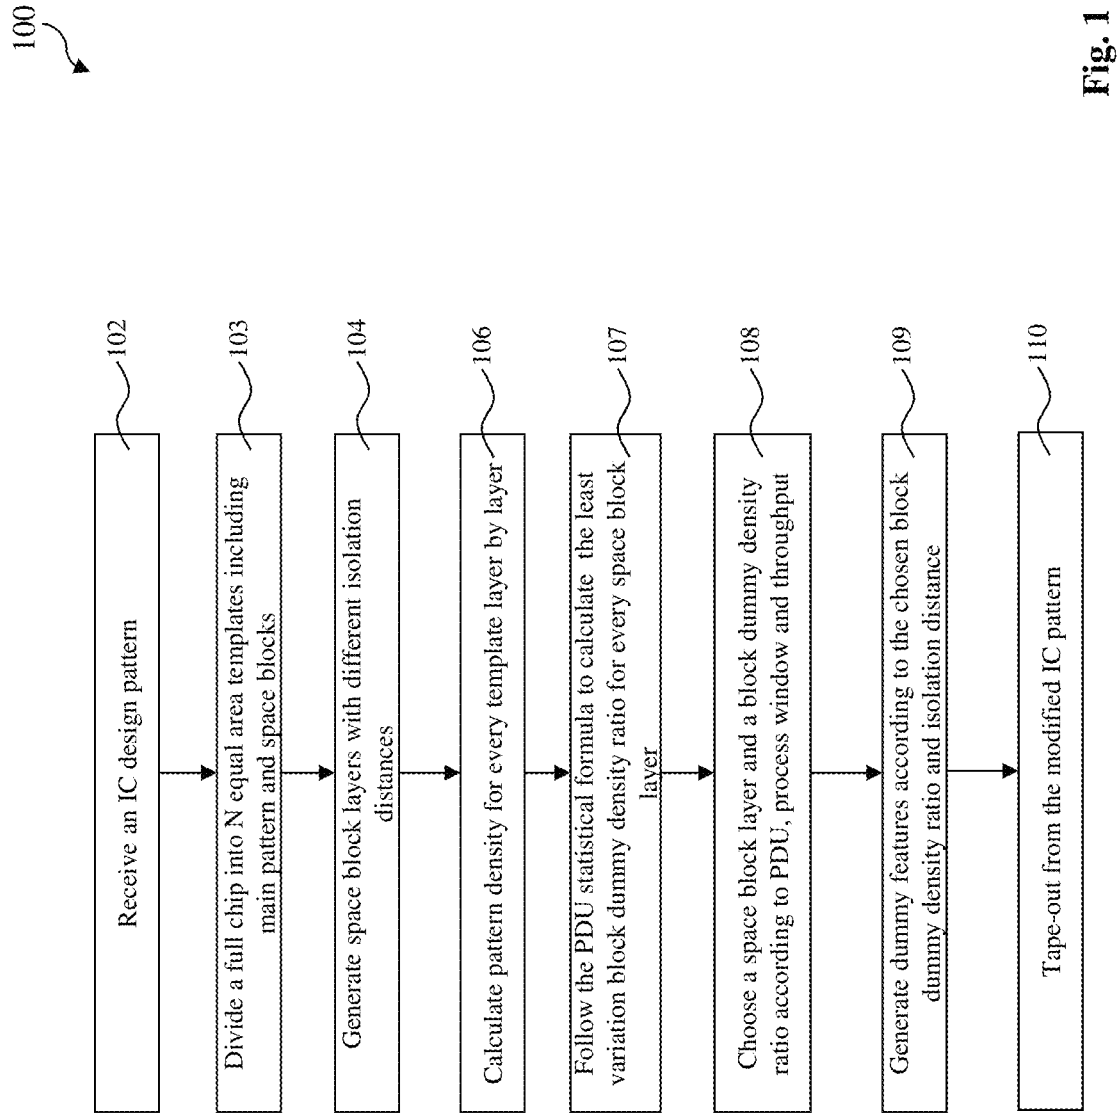 100
Receive an IC design pattern
102
Divide a full chip into N equal area templates including
main pattern and space blocks
103
Generate space block layers with different isolation
distances
104
Calculate pattern density for every template layer by layer
106
Follow the PDU statistical formula to calculate the least
variation block dummy density ratio for every space block
layer
107
Choose a space block layer and a block dummy density
ratio according to PDU, process window and throughput
108
Generate dummy features according to the chosen block
dummy density ratio and isolation distance
109
Tape-out from the modified IC pattern
110
Fig. 1